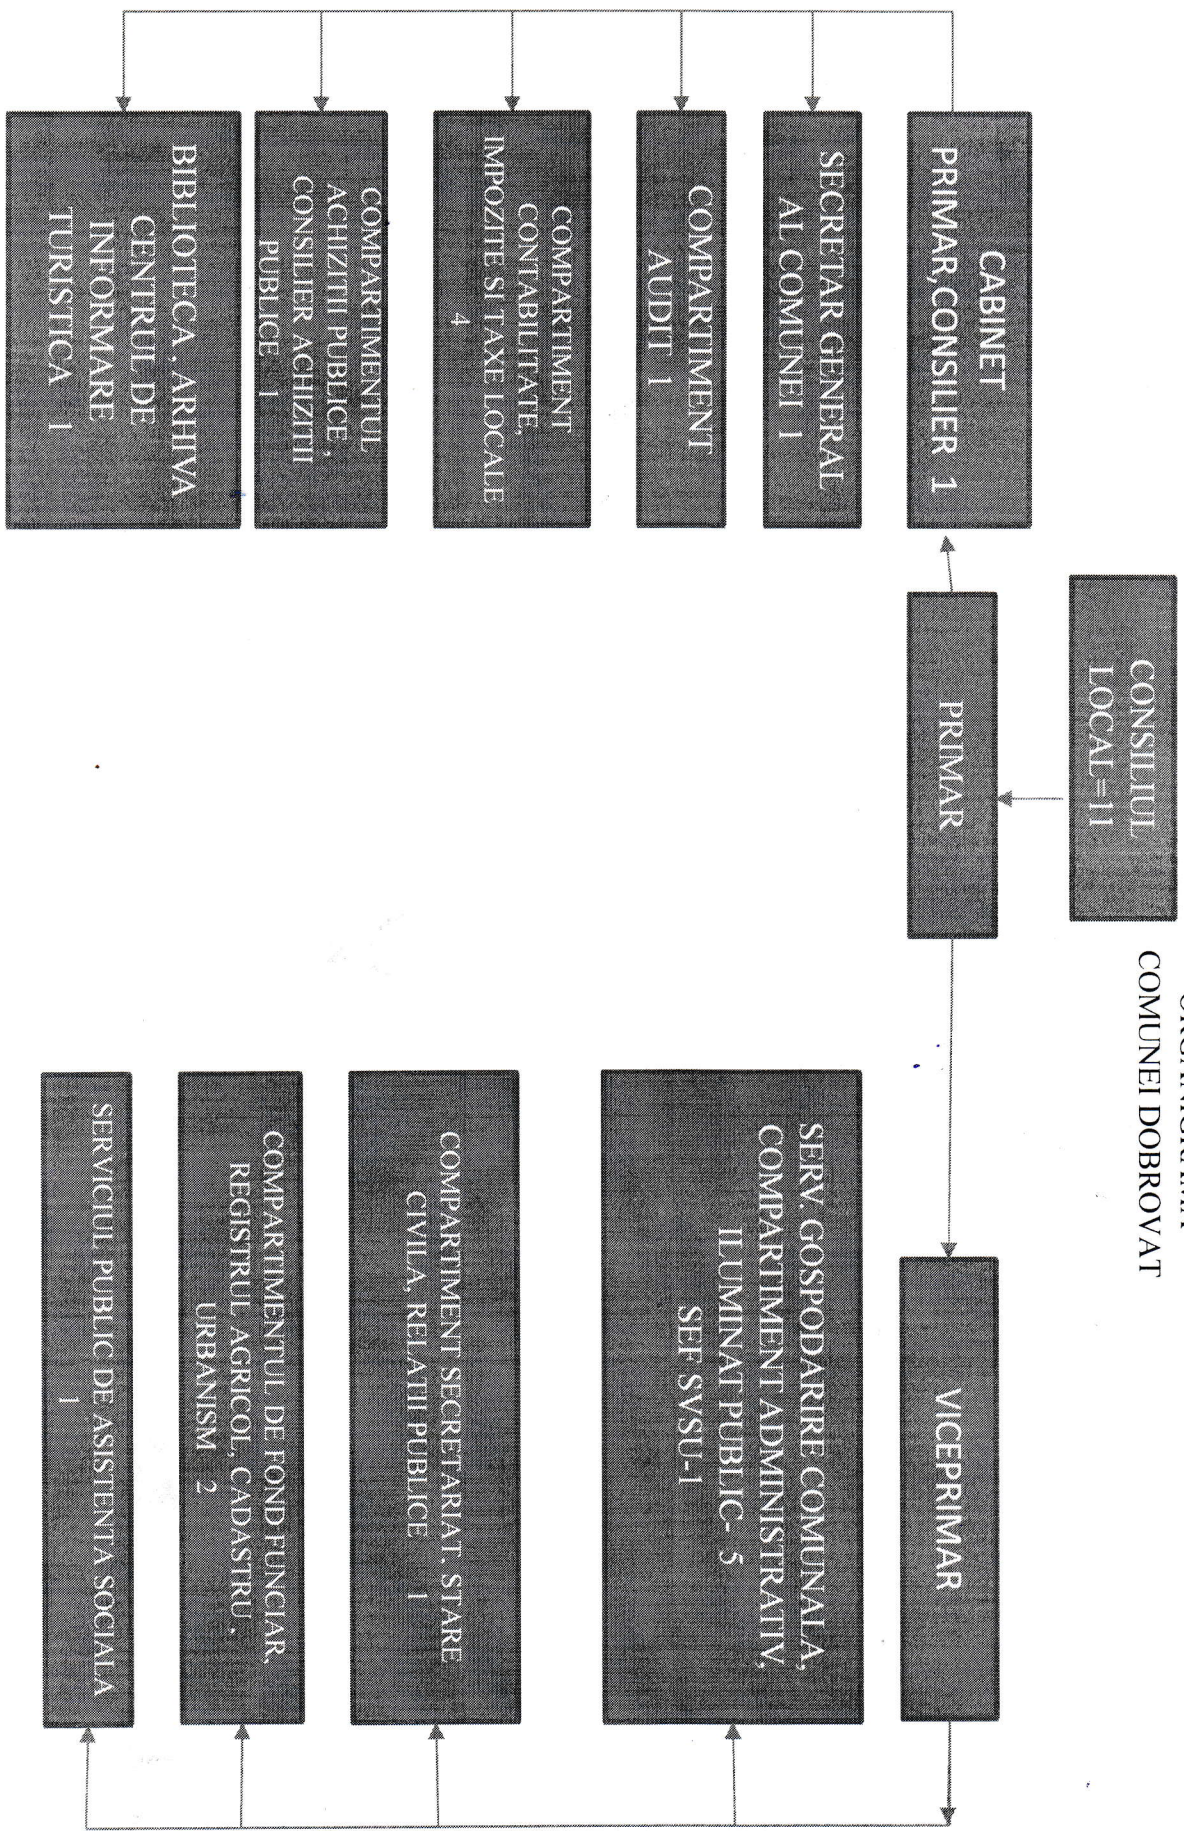 COMUNEI DOBROVAT
CONSILIUL
LOCAL=11
PRIMAR
CABINET
PRIMAR,CONSILIER 1
SECRETAR GENERAL
AL COMUNEI 1
COMPARTIMENT
AUDIT 1
COMPARTIMENT
CONTABILITATE,
IMPOZITE SI TAXE LOCALE
4
COMPARTIMENTUL
ACHIZITII PUBLICE,
CONSILIER ACHIZITII
PUBLICE 1
BIBLIOTECA, ARHIVA
CENTRUL DE
INFORMARE
TURISTICA 1
VICEPRIMAR
SERV. GOSPODARIRE COMUNALA,
COMPARTIMENT ADMINISTRATIV,
ILUMINAT PUBLIC- 5
SEF SVSU-1
COMPARTIMENT SECRETARIAT, STARE
CIVILA, RELATII PUBLICE 1
COMPARTIMENTUL DE FOND FUNCIAR,
REGISTRUL AGRICOL, CADASTRU ,
URBANISM 2
SERVICIUL PUBLIC DE ASISTENTA SOCIALA
1